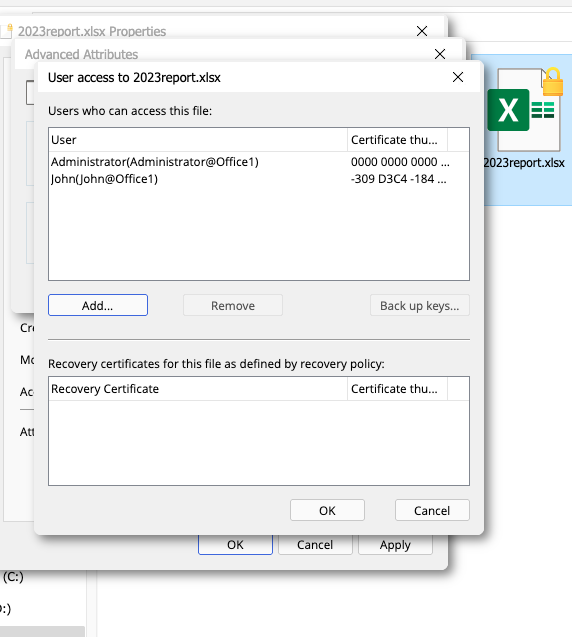 2023report.xlsx Properties
Advanced Attributes
User access to 2023report.xlsx
Users who can access this file:
User Certificate thu...
Administrator(Administrator@Office1) 0000 0000 0000 ...
John(John@Office1) -309 D3C4 -184 ...
Add... Remove Back up keys...
Recovery certificates for this file as defined by recovery policy:
Recovery Certificate Certificate thu...
OK Cancel
OK Cancel Apply
Cre
Mo
Acc
Att
(C:)
D:)
X
2023report.xlsx